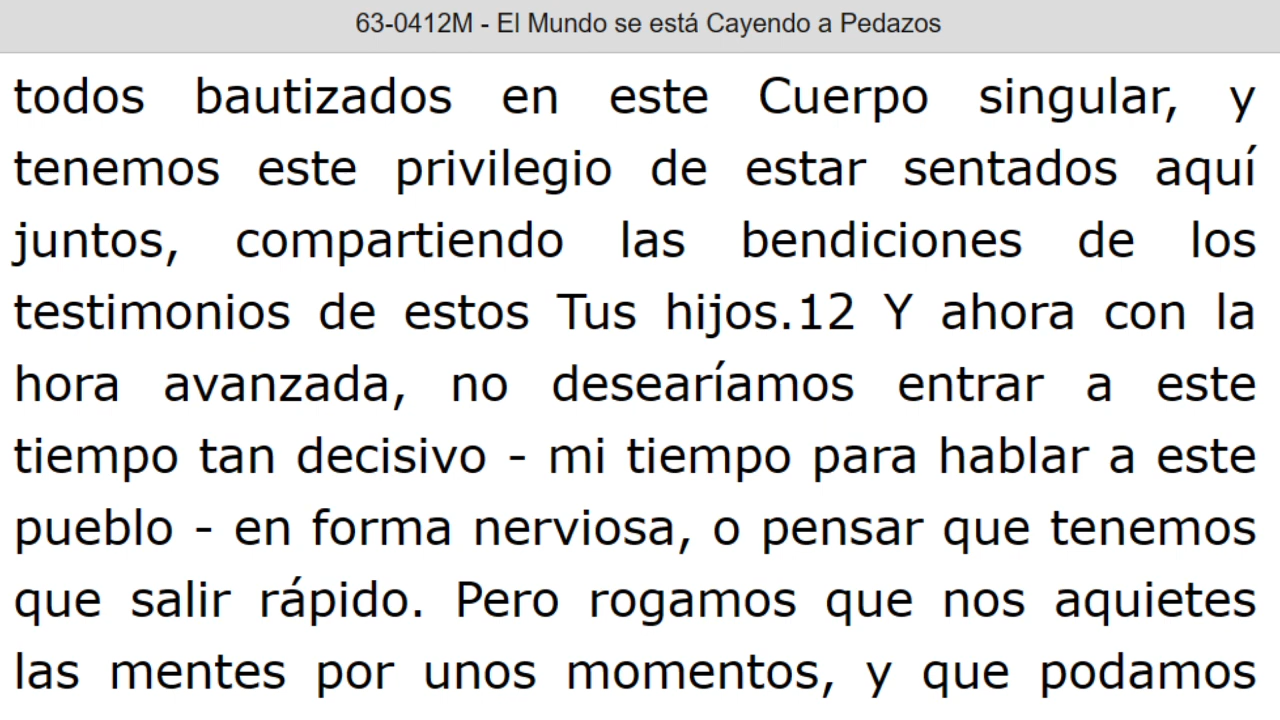 63-0412M - El Mundo se está Cayendo a Pedazos
todos bautizados en este Cuerpo singular, y
tenemos este privilegio de estar sentados aquí
juntos, compartiendo las bendiciones de los
testimonios de estos Tus hijos.12 Y ahora con la
hora avanzada, no desearíamos entrar a este
tiempo tan decisivo - mi tiempo para hablar a este
pueblo - en forma nerviosa, o pensar que tenemos
que salir rápido. Pero rogamos que nos aquietes
las mentes por unos momentos, y que podamos